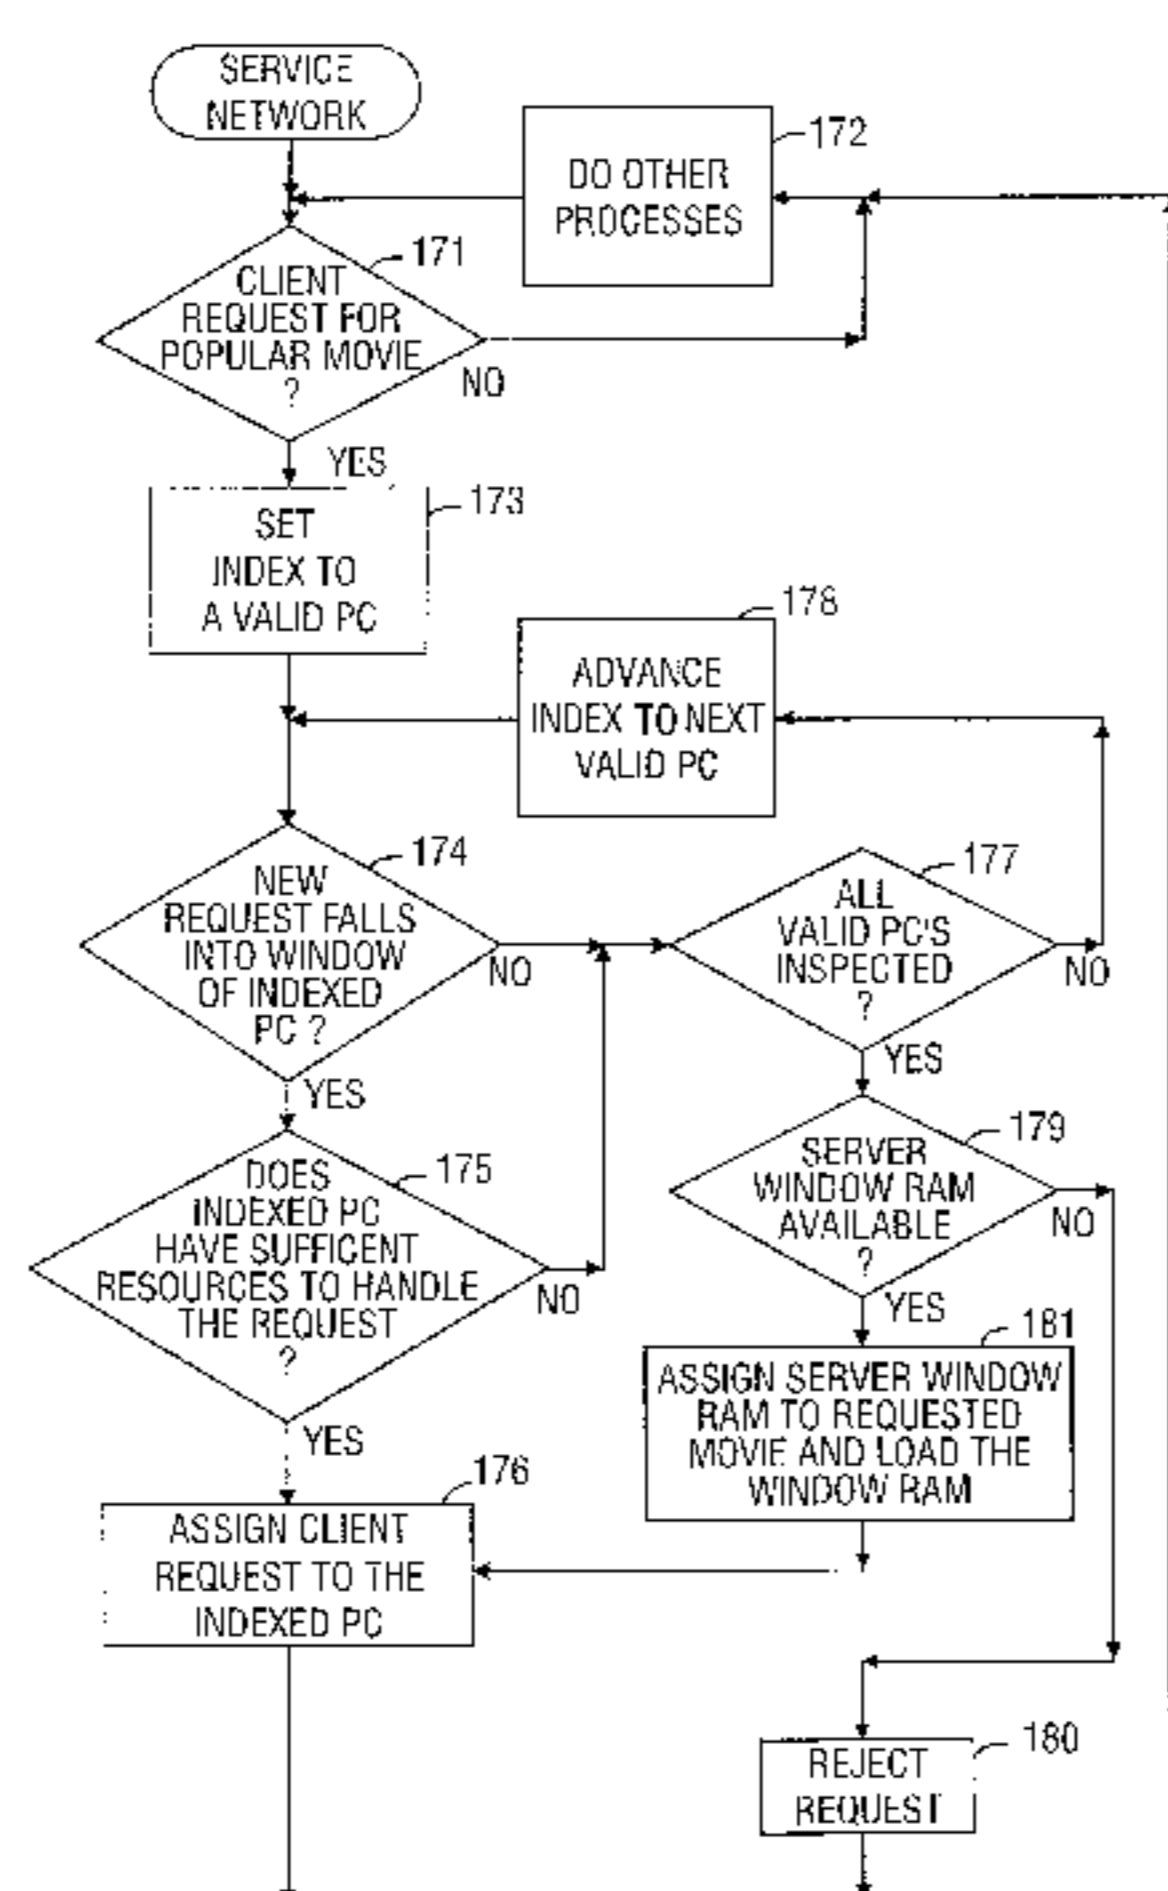 SERVICE
NETWORK
172
DO OTHER
PROCESSES
171
CLIENT
REQUEST FOR
POPULAR MOVIE
?
NO
YES
173
SET
INDEX TO
A VALID PC
178
ADVANCE
INDEX TO NEXT
VALID PC
174
NEW
REQUEST FALLS
INTO WINDOW
OF INDEXED
PC ?
NO
YES
177
ALL
VALID PC'S
INSPECTED
?
NO
YES
175
DOES
INDEXED PC
HAVE SUFFICENT
RESOURCES TO HANDLE
THE REQUEST
?
NO
YES
179
SERVER
WINDOW RAM
AVAILABLE
?
NO
YES
181
ASSIGN SERVER WINDOW
RAM TO REQUESTED
MOVIE AND LOAD THE
WINDOW RAM
176
ASSIGN CLIENT
REQUEST TO THE
INDEXED PC
180
REJECT
REQUEST